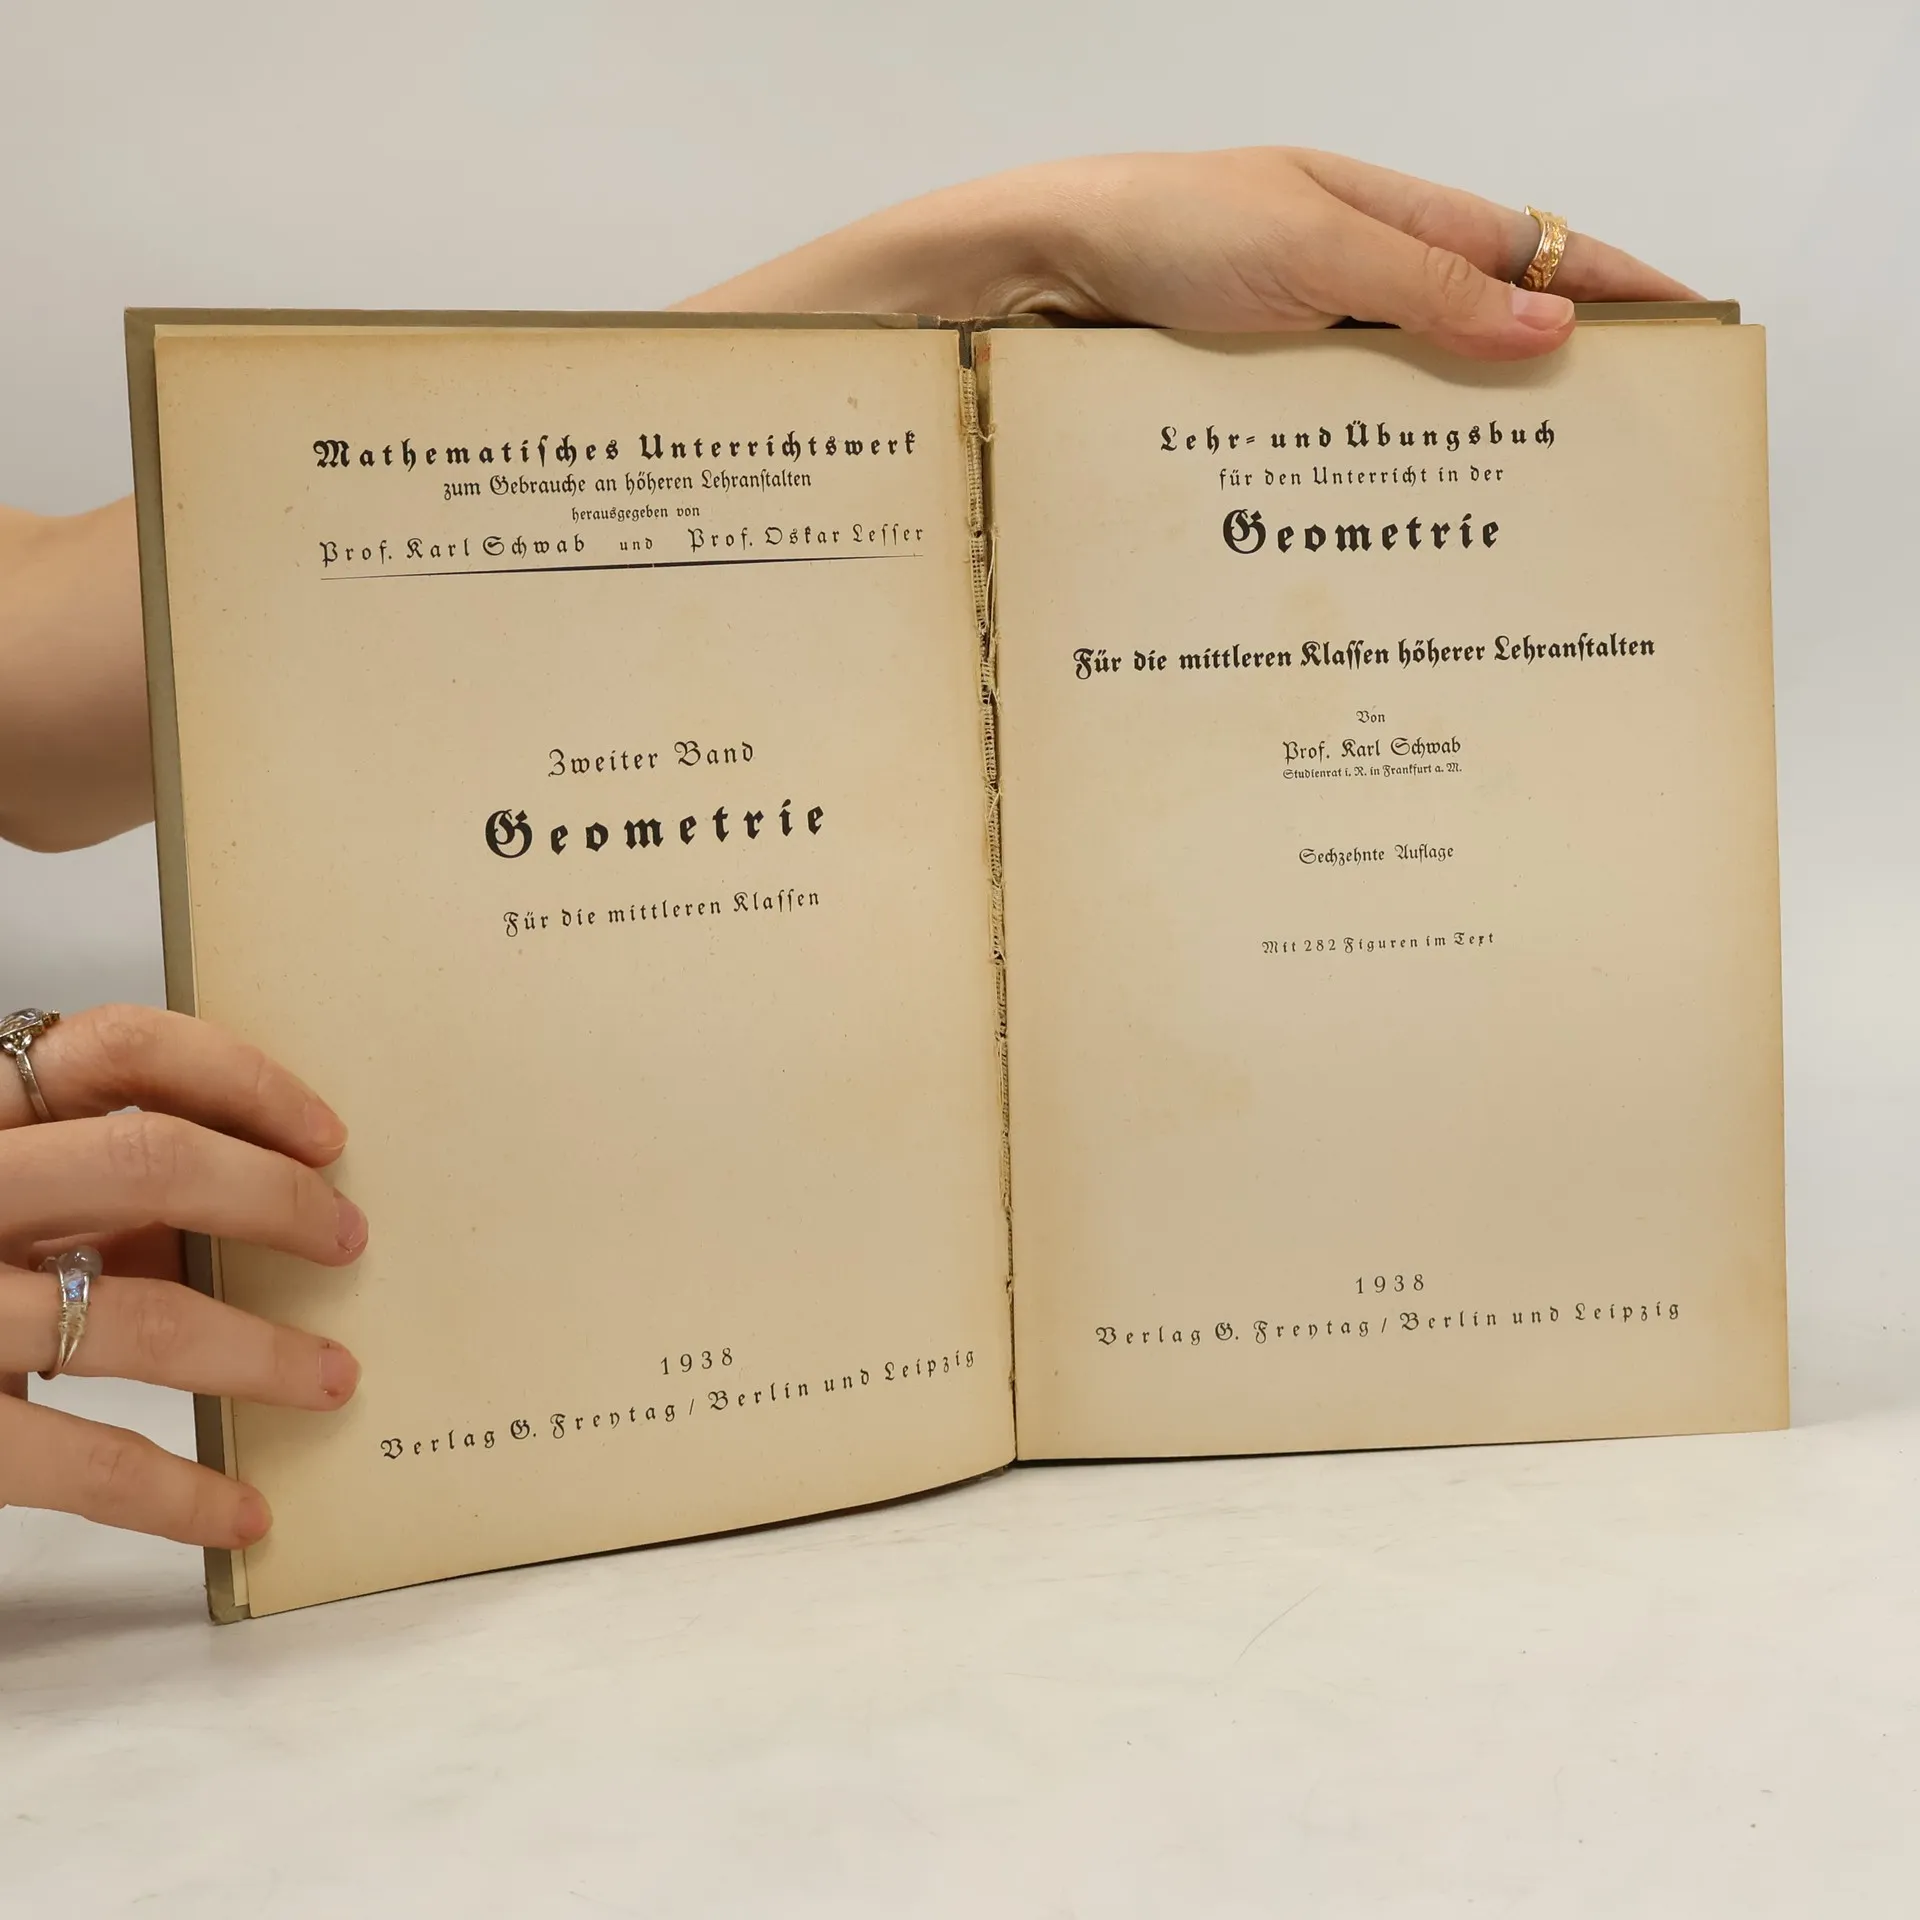 Mathematiſches Unterrichtswerk
zum Gebrauche an höheren Lehranſtalten
herausgegeben von
Prof. Karl Schwab und Prof. Oskar Leſſer
Zweiter Band
Geometrie
Für die mittleren Klaſſen
1938
Verlag G. Freytag / Berlin und Leipzig
Lehr- und Übungsbuch
für den Unterricht in der
Geometrie
Für die mittleren Klaſſen höherer Lehranſtalten
Von
Prof. Karl Schwab
Studienrat i. R. in Frankfurt a. M.
Sechzehnte Auflage
Mit 282 Figuren im Text
1938
Verlag G. Freytag / Berlin und Leipzig